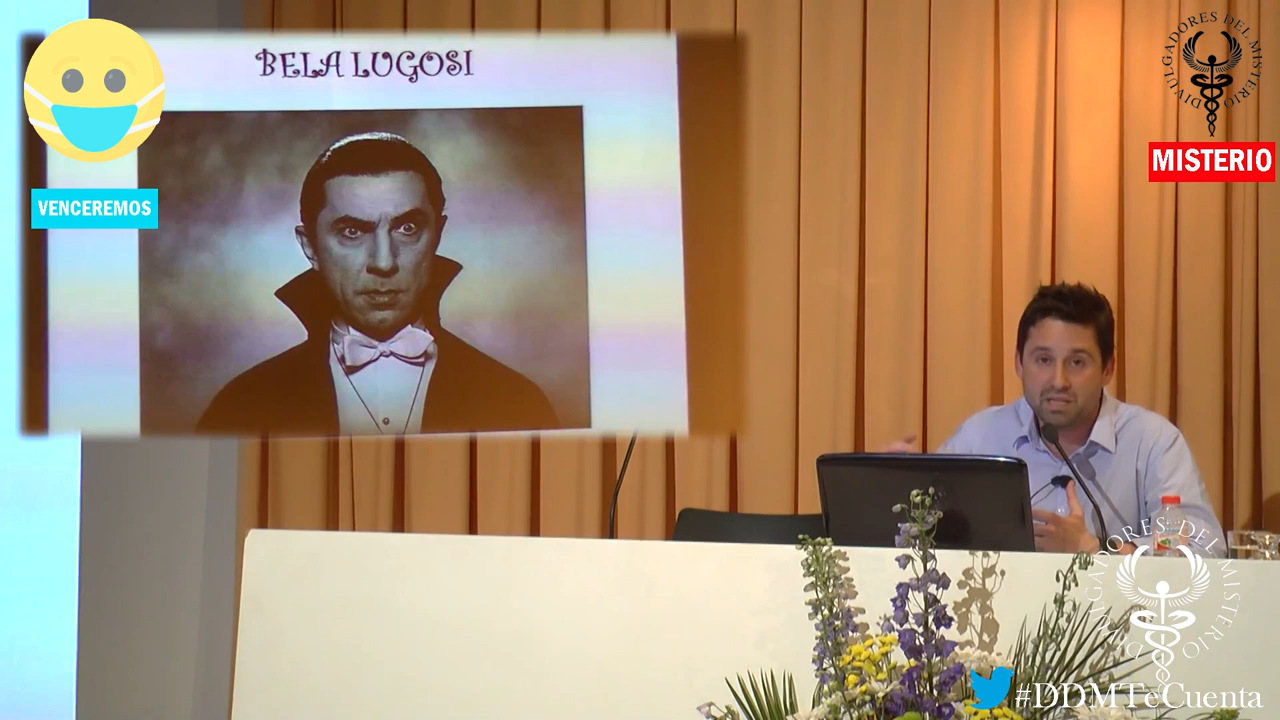 BELA LUGOSI
VENCEREMOS
DIVULGADORES DEL MISTERIO
MISTERIO
DIVULGADORES DEL MISTERIO
#DDMTeCuenta